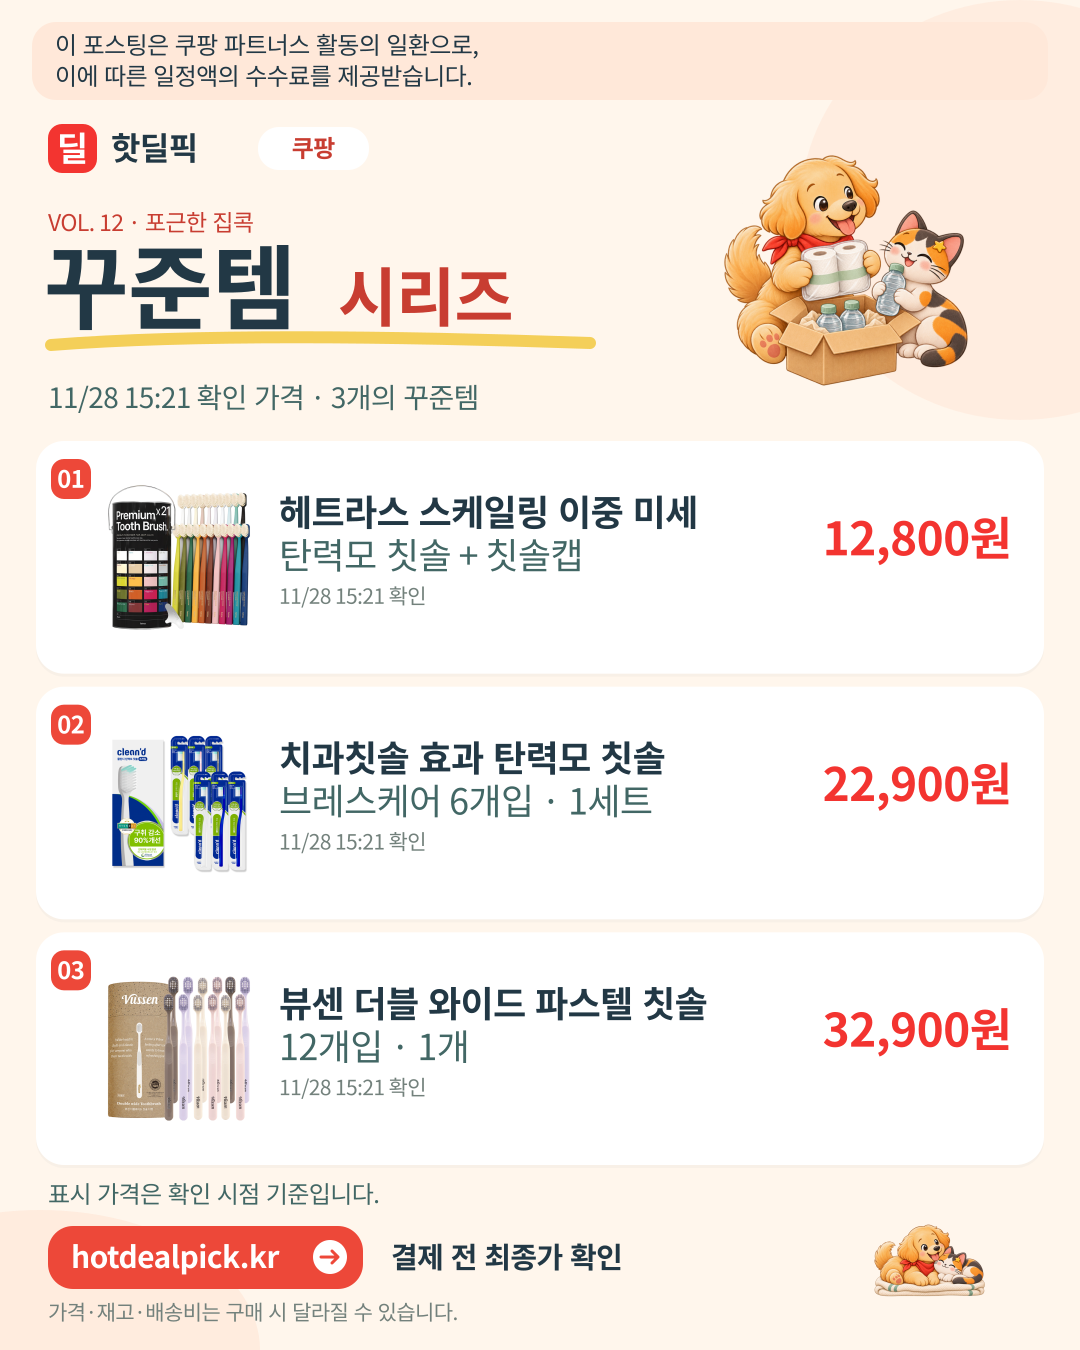 이 포스팅은 쿠팡 파트너스 활동의 일환으로,
이에 따른 일정액의 수수료를 제공받습니다.
딜 핫딜픽 쿠팡
VOL. 12 · 포근한 집콕
꾸준템 시리즈
11/28 15:21 확인 가격 · 3개의 꾸준템
01
Premium x21
Tooth Brush
헤트라스 스케일링 이중 미세
탄력모 칫솔 + 칫솔캡
11/28 15:21 확인
12,800원
02
clenn'd
구취 감소
90%개선
치과칫솔 효과 탄력모 칫솔
브레스케어 6개입 · 1세트
11/28 15:21 확인
22,900원
03
Vüssen
뷰센 더블 와이드 파스텔 칫솔
12개입 · 1개
11/28 15:21 확인
32,900원
표시 가격은 확인 시점 기준입니다.
hotdealpick.kr 결제 전 최종가 확인
가격·재고·배송비는 구매 시 달라질 수 있습니다.